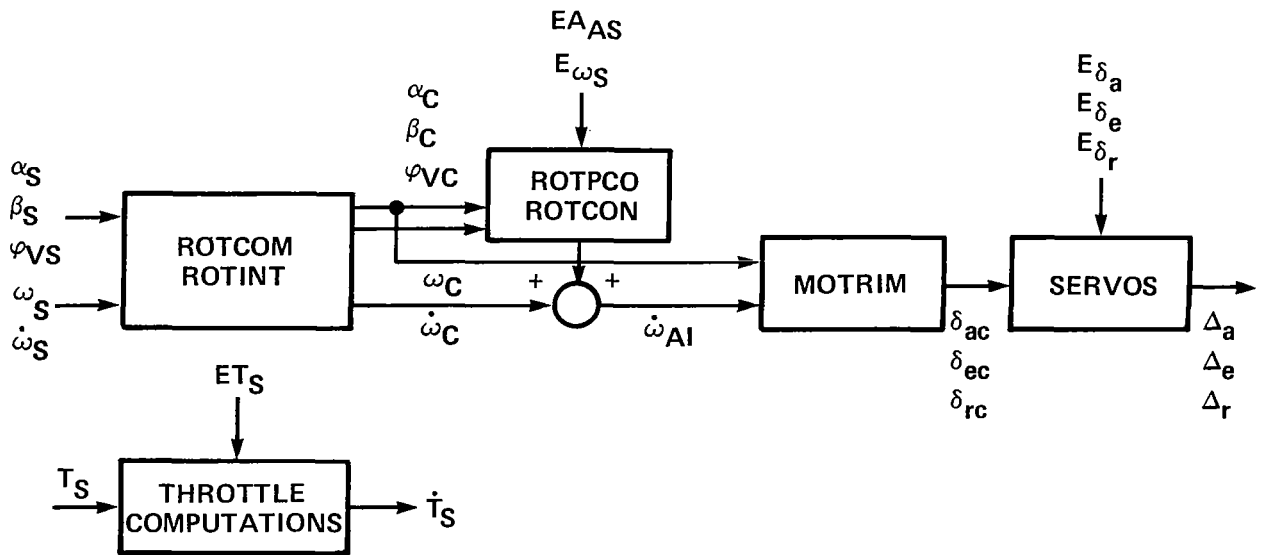 EA_AS
E_ωS
α_C
β_C
φ_VC
E_δa
E_δe
E_δr
α_S
β_S
φ_VS
ω_S
ω̇_S
ROTCOM
ROTINT
ROTPCO
ROTCON
ω_C
ω̇_C
+
+
ω̇_AI
MOTRIM
δ_ac
δ_ec
δ_rc
SERVOS
Δ_a
Δ_e
Δ_r
ET_S
T_S
THROTTLE
COMPUTATIONS
Ṫ_S